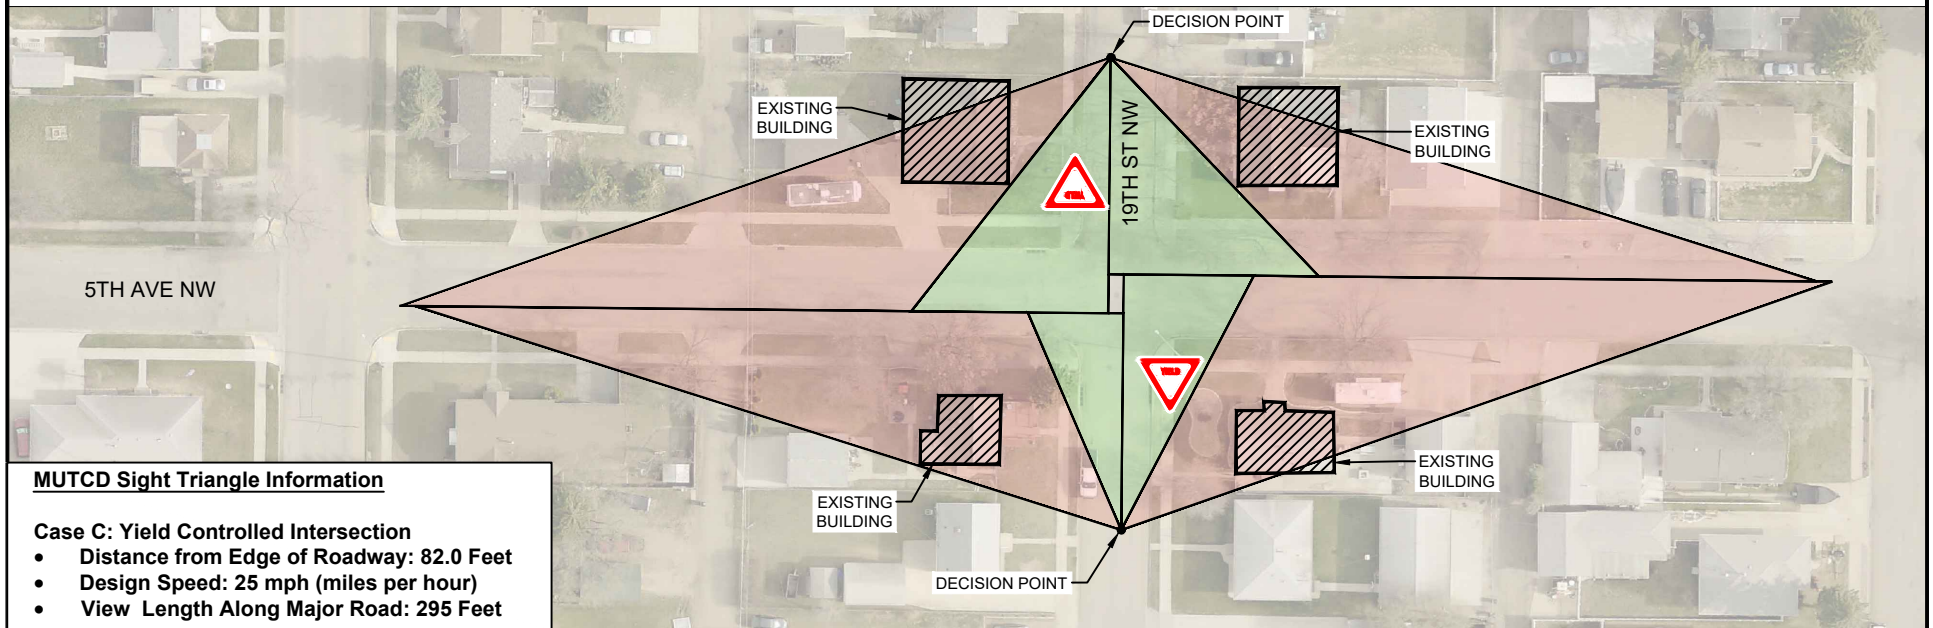 DECISION POINT
EXISTING
BUILDING
19TH ST NW
EXISTING
BUILDING
5TH AVE NW
YIELD
YIELD
EXISTING
BUILDING
EXISTING
BUILDING
DECISION POINT
MUTCD Sight Triangle Information
Case C: Yield Controlled Intersection
• Distance from Edge of Roadway: 82.0 Feet
• Design Speed: 25 mph (miles per hour)
• View Length Along Major Road: 295 Feet